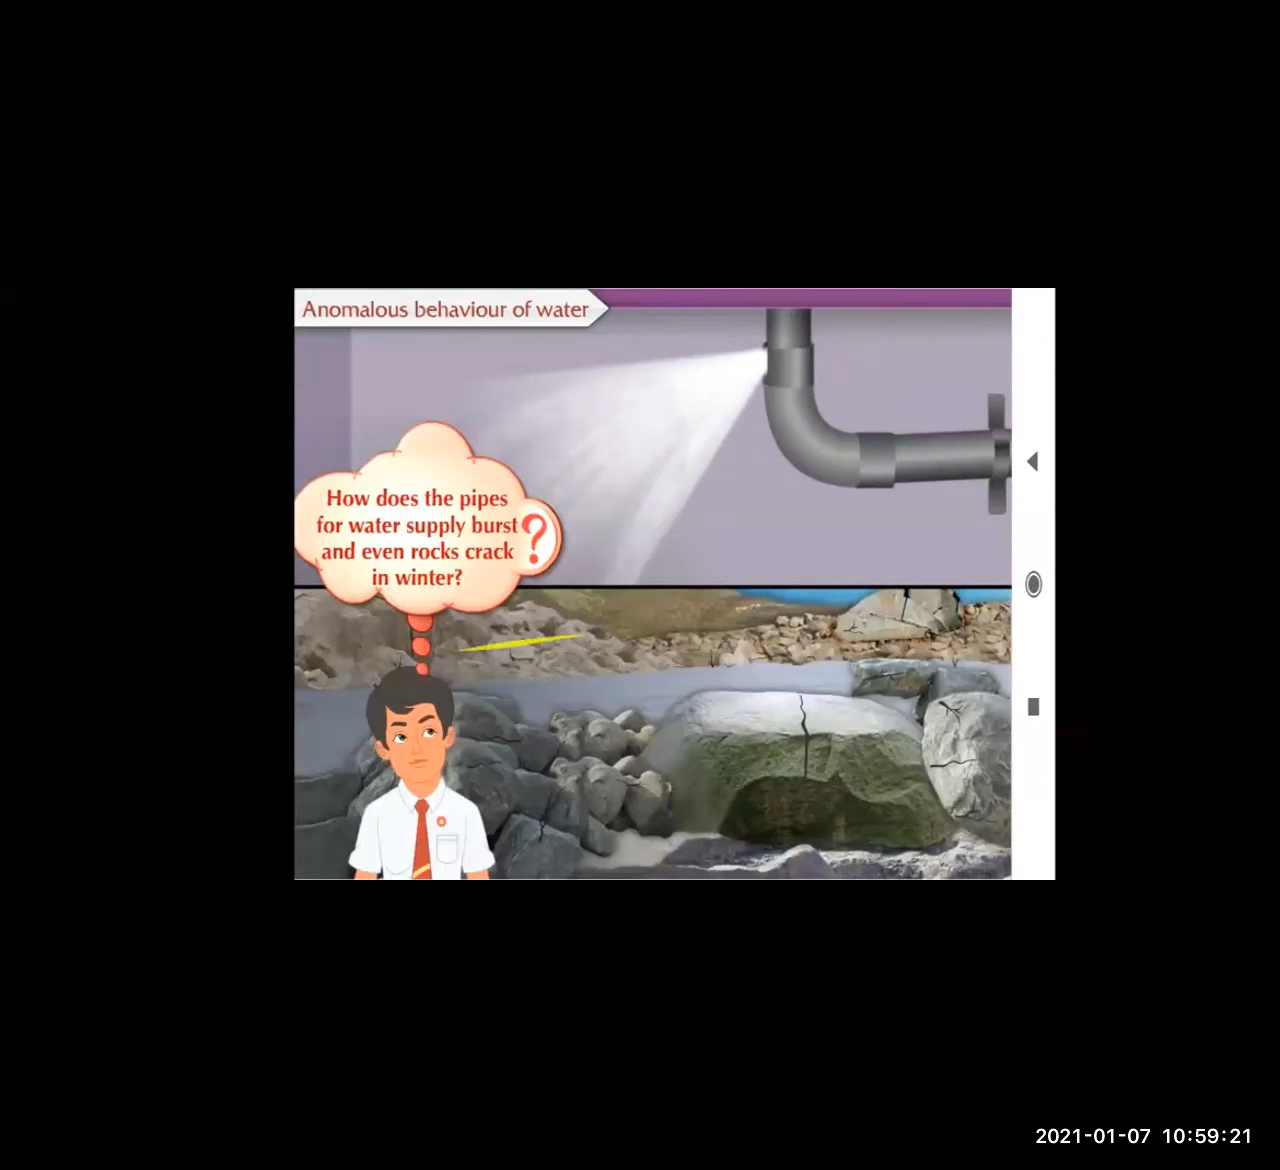 Anomalous behaviour of water
How does the pipes
for water supply burst
and even rocks crack
in winter?
?
2021-01-07 10:59:21